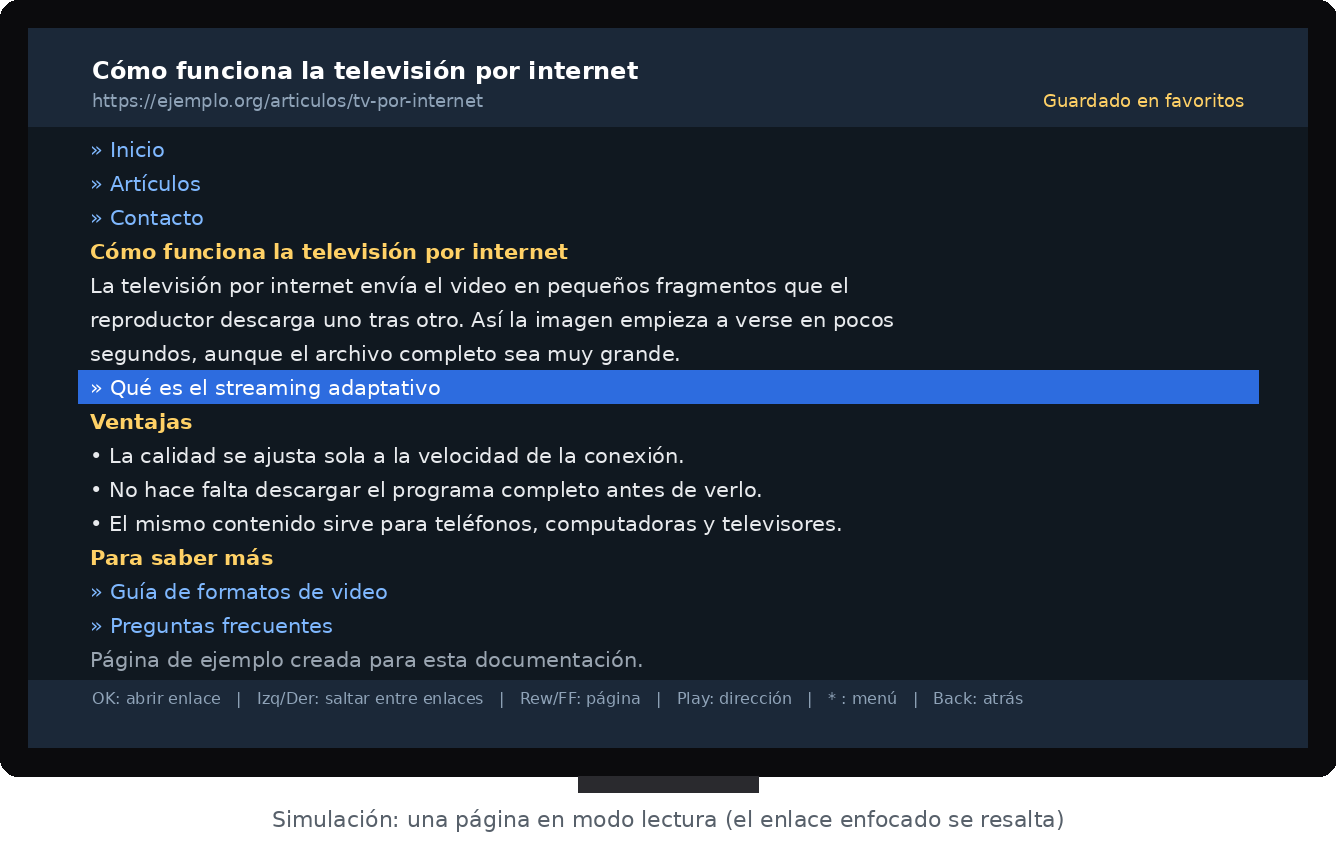 Cómo funciona la televisión por internet
https://ejemplo.org/articulos/tv-por-internet
Guardado en favoritos
» Inicio
» Artículos
» Contacto
Cómo funciona la televisión por internet
La televisión por internet envía el video en pequeños fragmentos que el
reproductor descarga uno tras otro. Así la imagen empieza a verse en pocos
segundos, aunque el archivo completo sea muy grande.
» Qué es el streaming adaptativo
Ventajas
• La calidad se ajusta sola a la velocidad de la conexión.
• No hace falta descargar el programa completo antes de verlo.
• El mismo contenido sirve para teléfonos, computadoras y televisores.
Para saber más
» Guía de formatos de video
» Preguntas frecuentes
Página de ejemplo creada para esta documentación.
OK: abrir enlace | Izq/Der: saltar entre enlaces | Rew/FF: página | Play: dirección | * : menú | Back: atrás
Simulación: una página en modo lectura (el enlace enfocado se resalta)